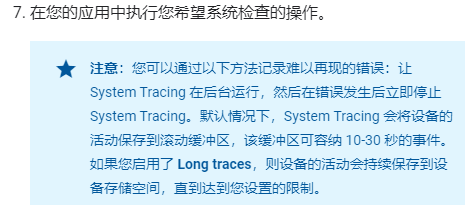 7. 在您的应用中执行您希望系统检查的操作。
注意：您可以通过以下方法记录难以再现的错误：让
System Tracing 在后台运行，然后在错误发生后立即停止
System Tracing。默认情况下，System Tracing 会将设备的
活动保存到滚动缓冲区，该缓冲区可容纳 10-30 秒的事件。
如果您启用了 Long traces，则设备的活动会持续保存到设
备存储空间，直到达到您设置的限制。